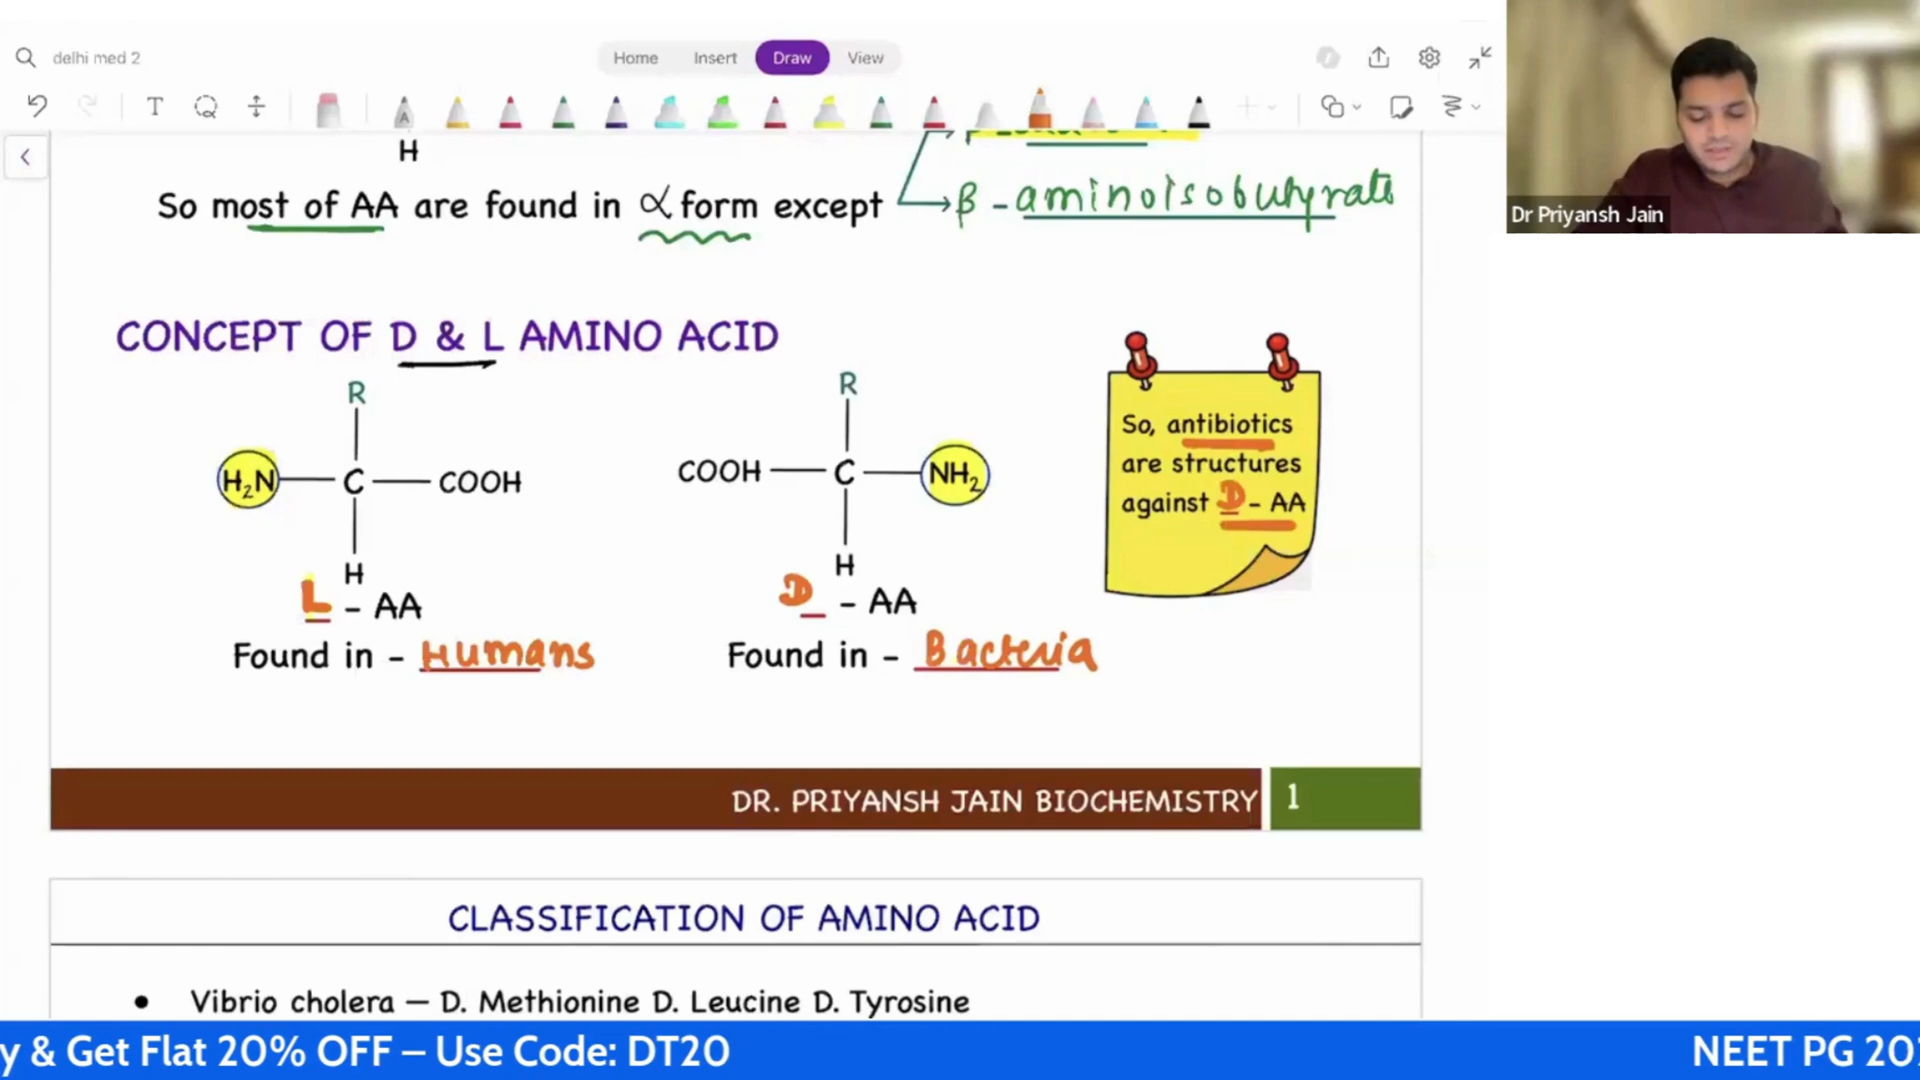 delhi med 2
Home Insert Draw View
T
A
H
β - aminoisobutyrate
So most of AA are found in α form except
Dr Priyansh Jain
CONCEPT OF D & L AMINO ACID
R
H₂N C COOH
H
L - AA
Found in - Humans
R
COOH C NH₂
H
D - AA
Found in - Bacteria
So, antibiotics
are structures
against D - AA
DR. PRIYANSH JAIN BIOCHEMISTRY 1
CLASSIFICATION OF AMINO ACID
• Vibrio cholera — D. Methionine D. Leucine D. Tyrosine
y & Get Flat 20% OFF – Use Code: DT20
NEET PG